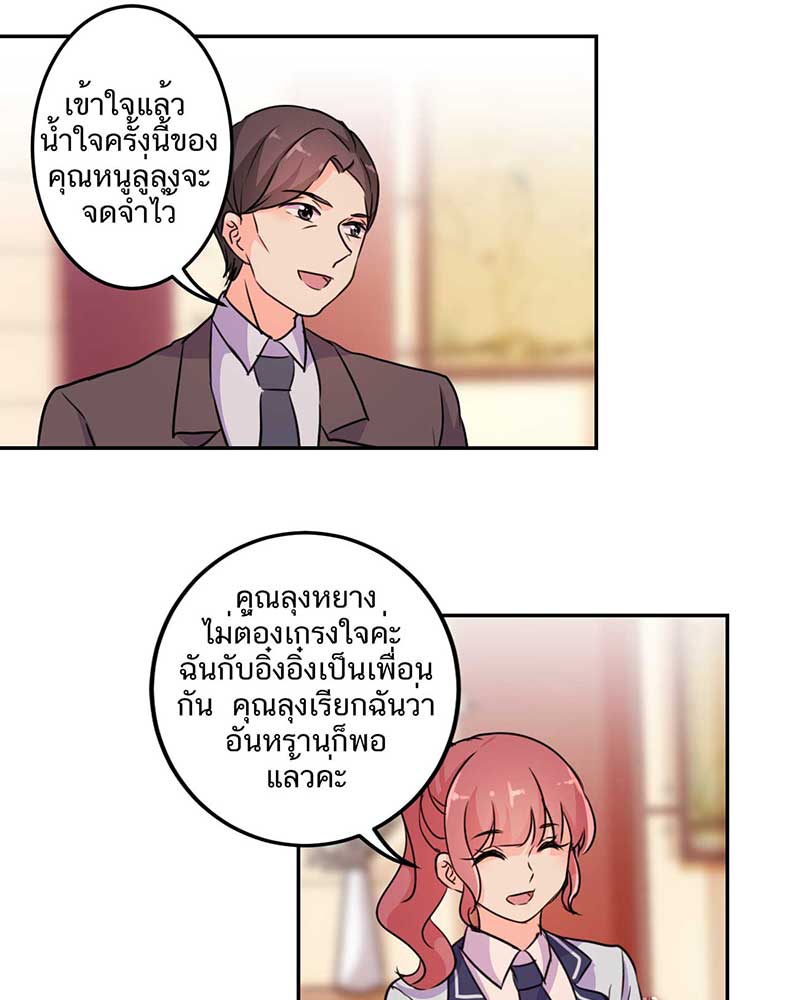 เข้าใจแล้ว
น้ำใจครั้งนี้ของ
คุณหนูลู่ลุงจะ
จดจำไว้
คุณลุงหยาง
ไม่ต้องเกรงใจค่ะ
ฉันกับอิ๋งอิ๋งเป็นเพื่อน
กัน คุณลุงเรียกฉันว่า
อันหรานก็พอ
แล้วค่ะ